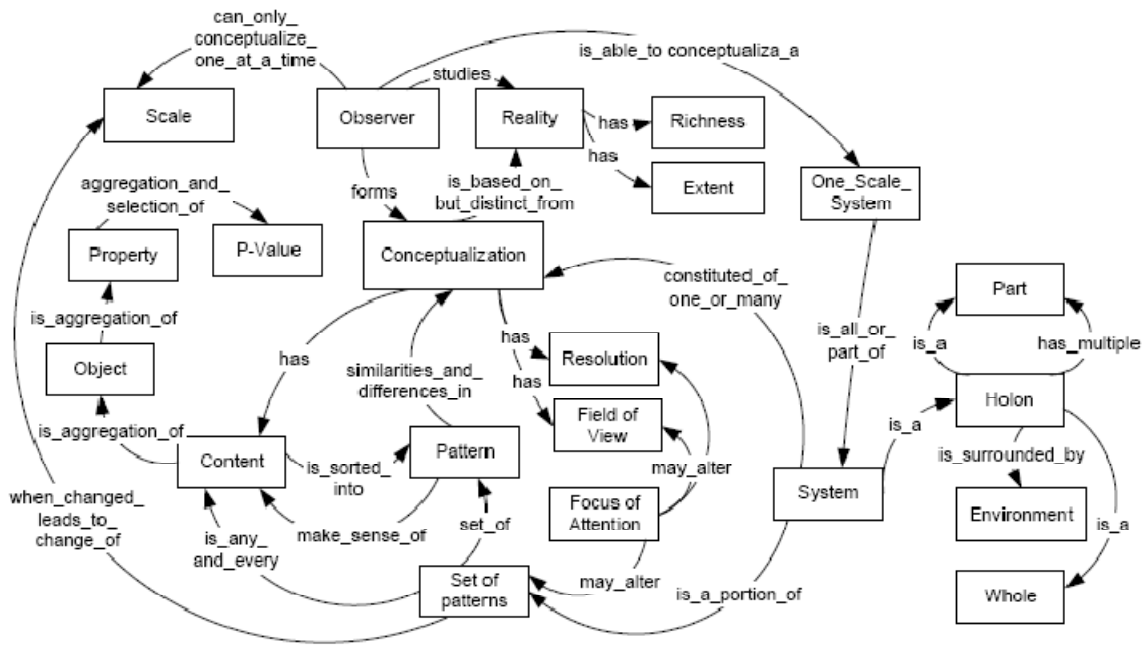 can_only_
conceptualize_
one_at_a_time
is_able_to conceptualiza_a
studies
Scale
Observer
Reality
has
Richness
has
Extent
aggregation_and_
selection_of
forms
is_based_on_
but_distinct_from
One_Scale_
System
Property
P-Value
Conceptualization
constituted_of_
one_or_many
Part
is_aggregation_of
is_all_or_
part_of
is_a
has_multiple
has
has
Resolution
Object
similarities_and_
differences_in
has
Field of
View
Holon
is_aggregation_of
Content
is_sorted_
into
Pattern
may_alter
is_a
is_surrounded_by
System
when_changed_
leads_to_
change_of
Focus of
Attention
Environment
is_any_
and_every
make_sense_of
set_of
is_a
Set of
patterns
may_alter
is_a_portion_of
Whole